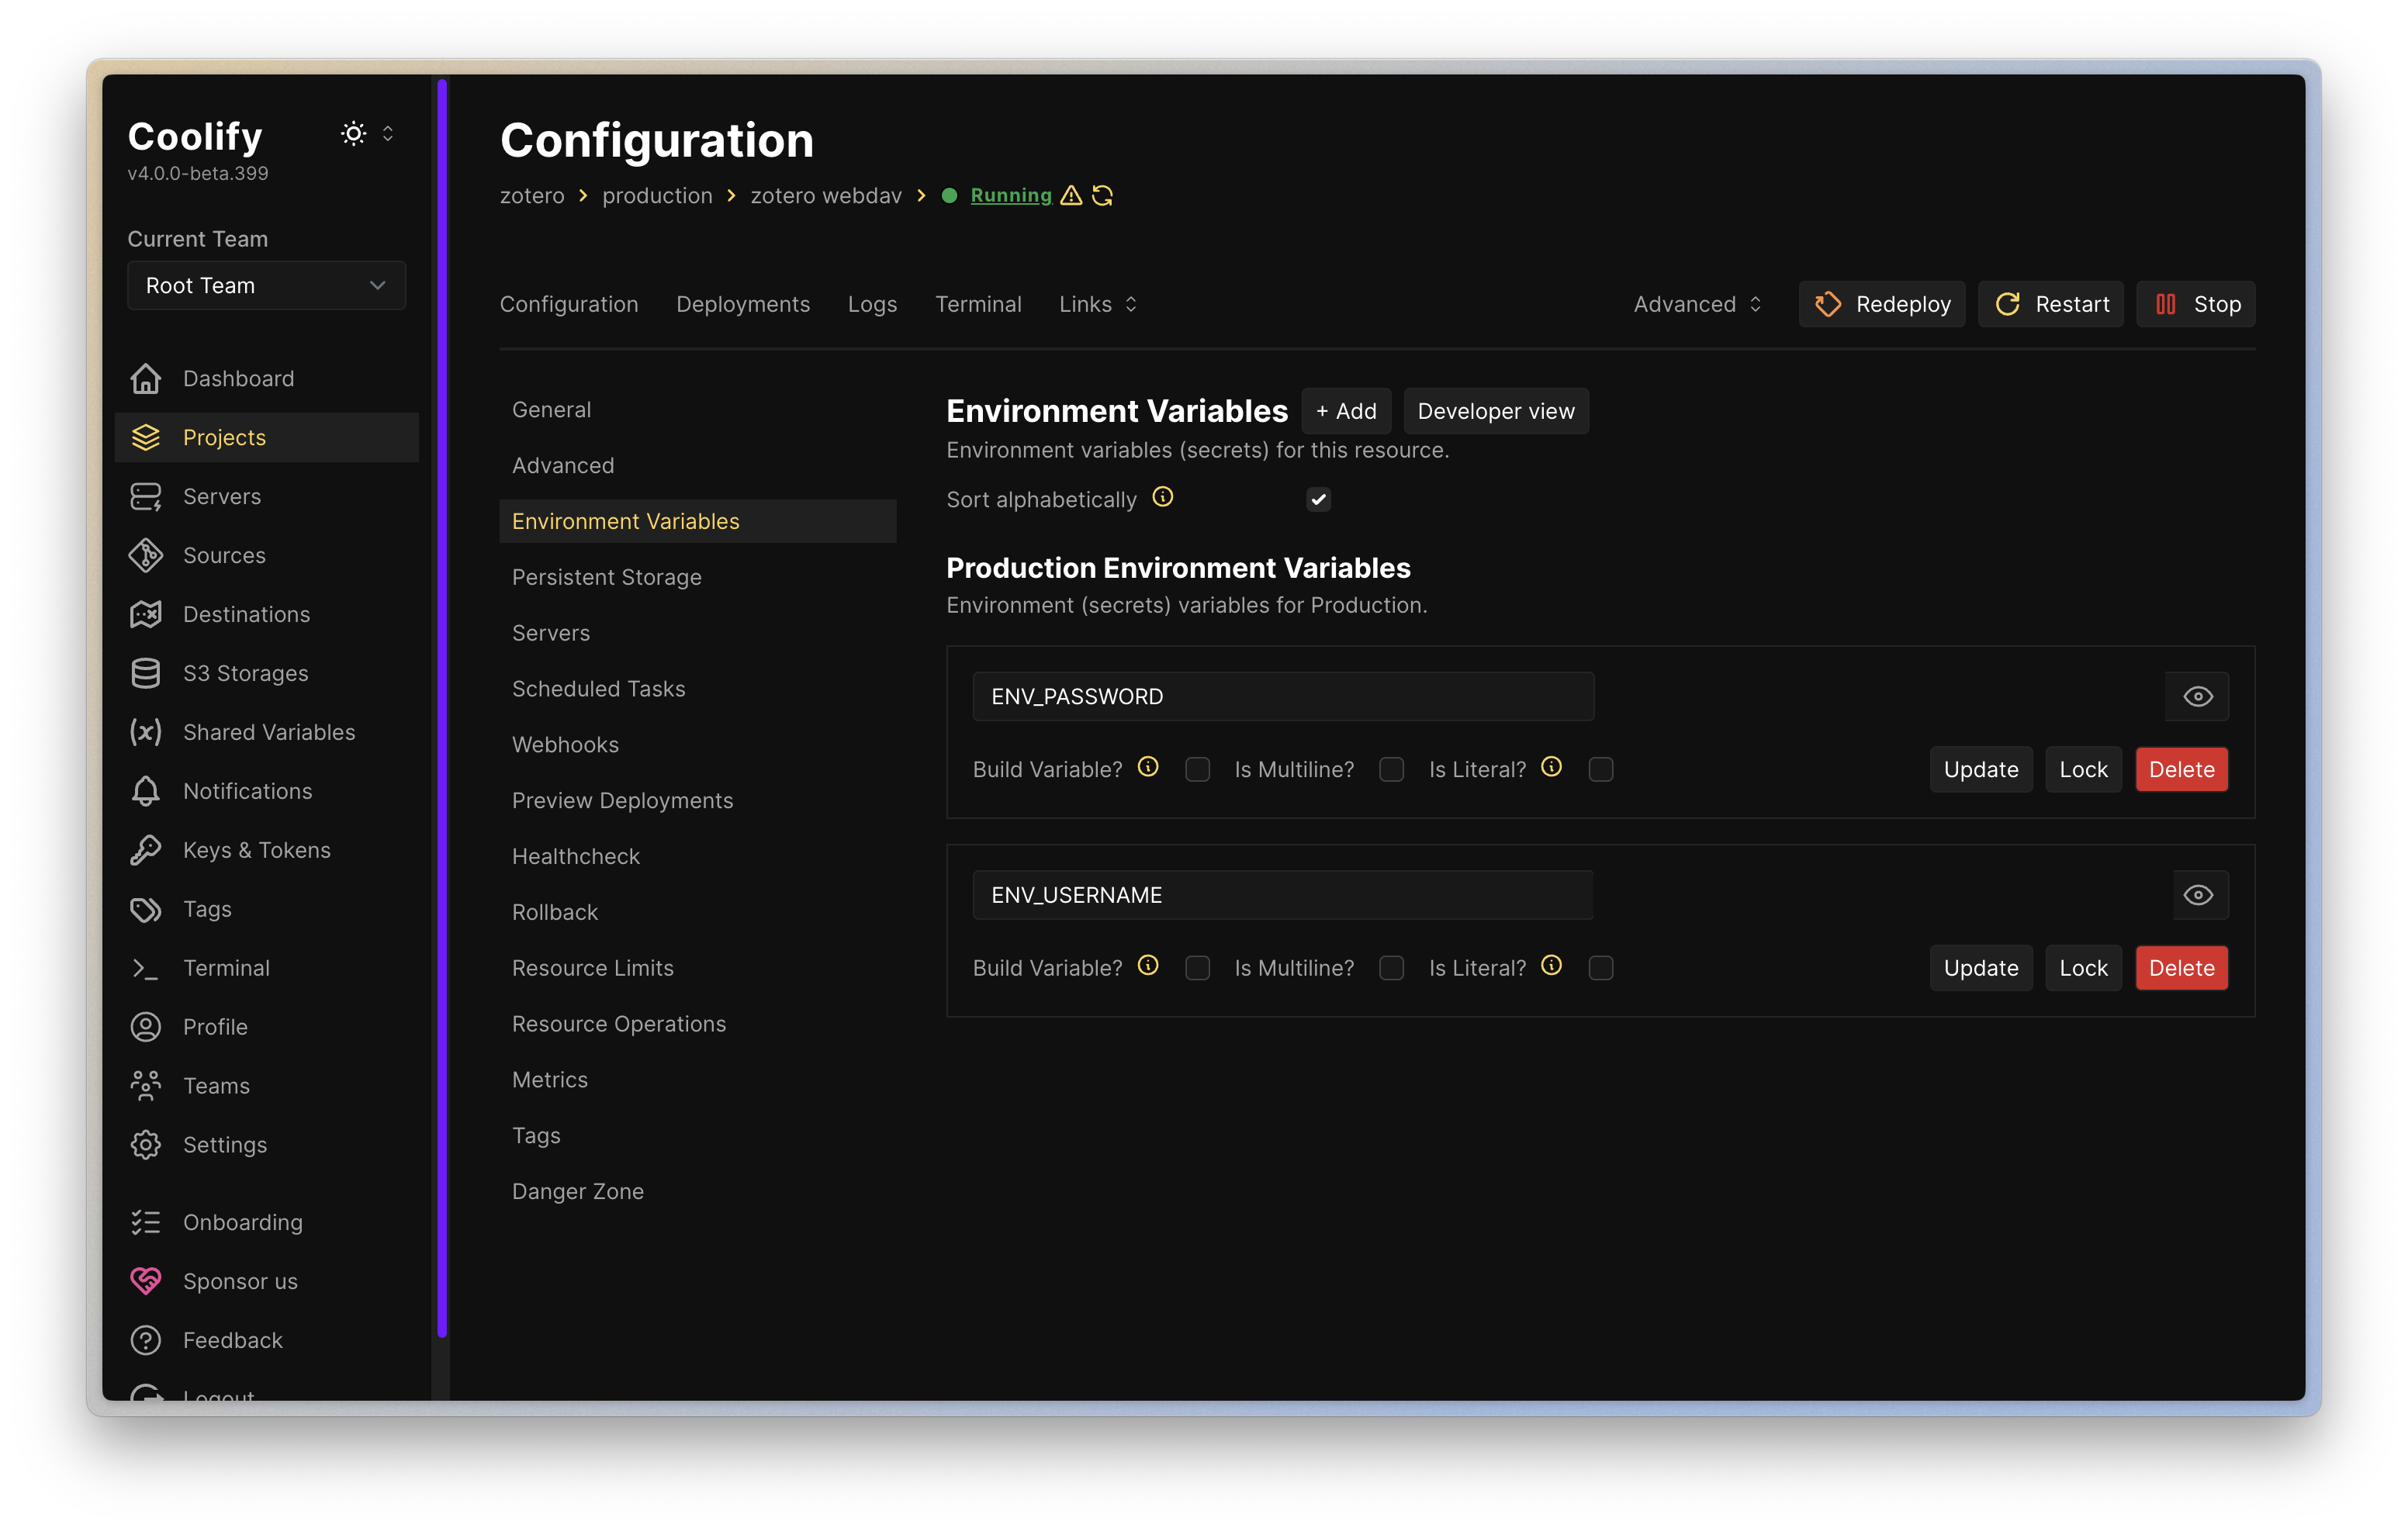 Coolify
v4.0.0-beta.399
Current Team
Root Team
Dashboard
Projects
Servers
Sources
Destinations
S3 Storages
Shared Variables
Notifications
Keys & Tokens
Tags
Terminal
Profile
Teams
Settings
Onboarding
Sponsor us
Feedback
Logout
Configuration
zotero production zotero webdav Running
Configuration Deployments Logs Terminal Links Advanced Redeploy Restart Stop
General
Advanced
Environment Variables
Persistent Storage
Servers
Scheduled Tasks
Webhooks
Preview Deployments
Healthcheck
Rollback
Resource Limits
Resource Operations
Metrics
Tags
Danger Zone
Environment Variables + Add Developer view
Environment variables (secrets) for this resource.
Sort alphabetically
Production Environment Variables
Environment (secrets) variables for Production.
ENV_PASSWORD
Build Variable? Is Multiline? Is Literal? Update Lock Delete
ENV_USERNAME
Build Variable? Is Multiline? Is Literal? Update Lock Delete